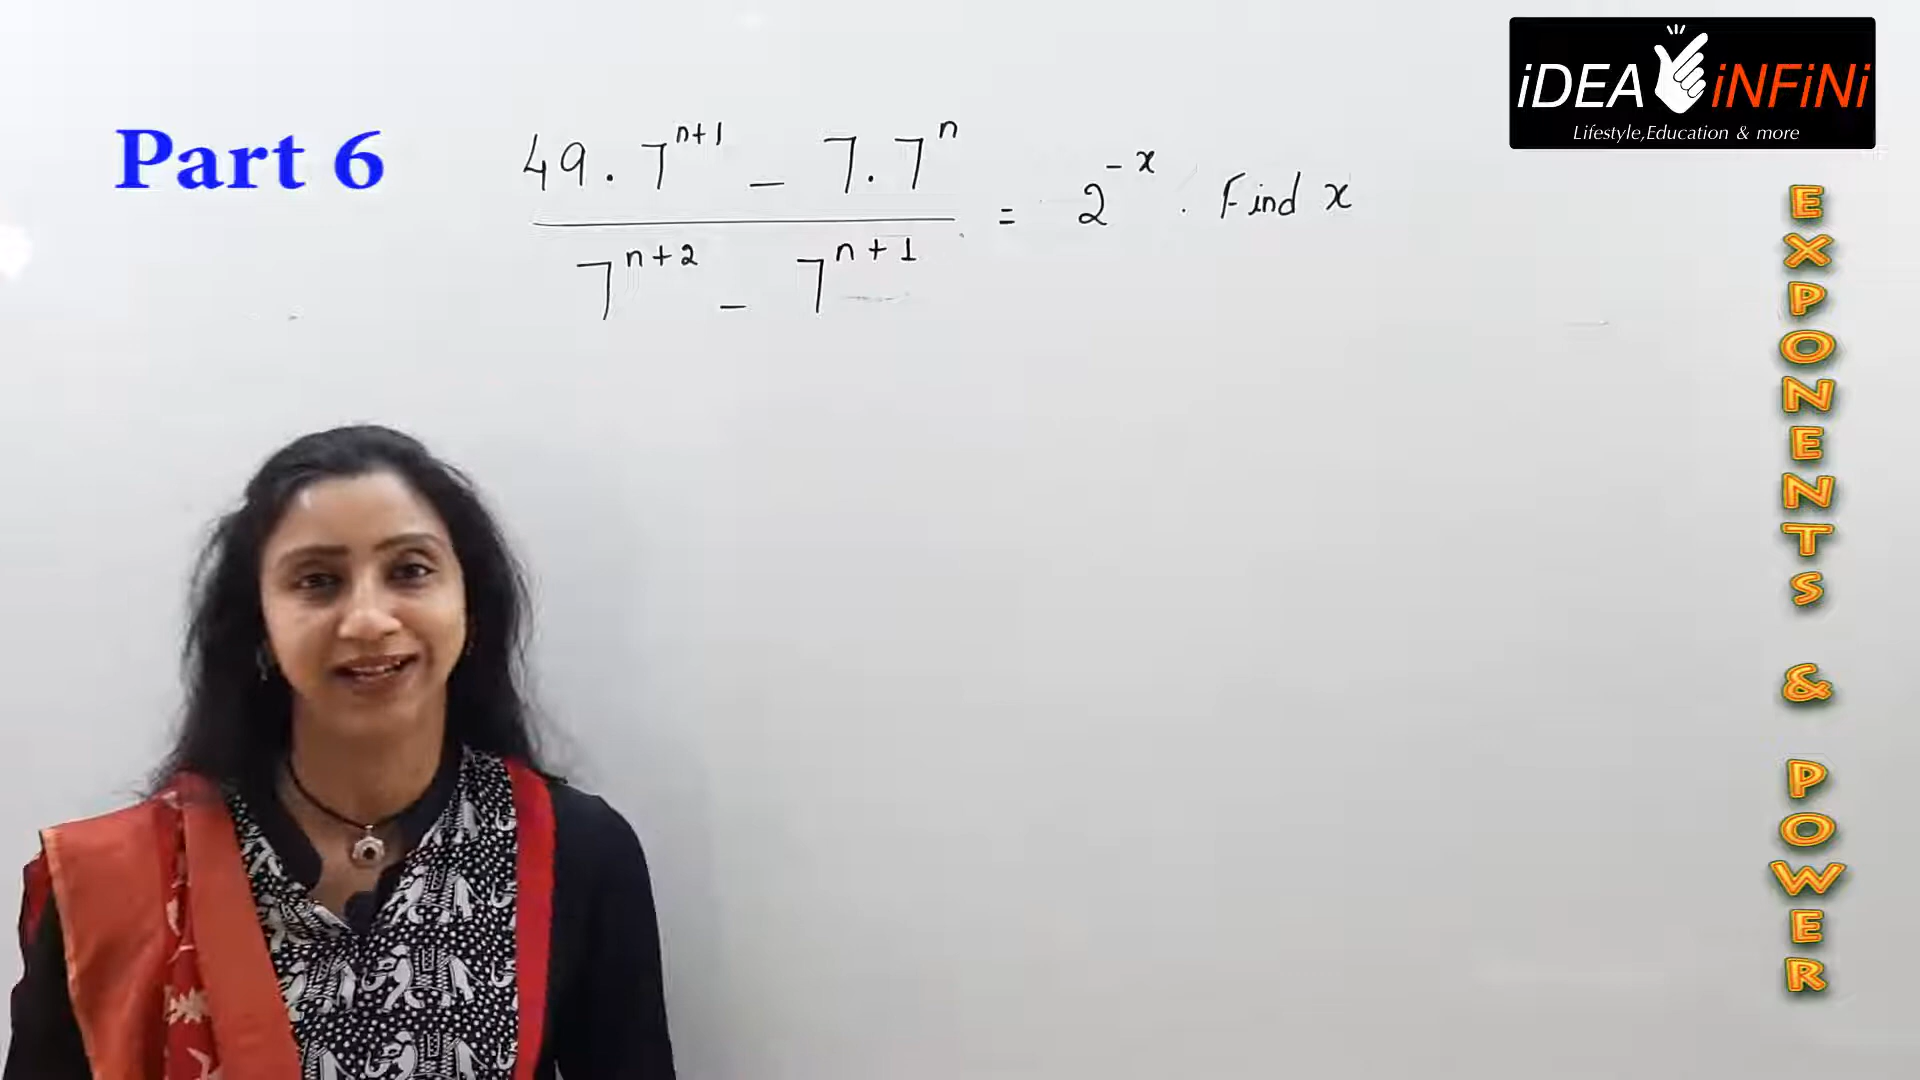 iDEA iNFiNi
Lifestyle,Education & more
Part 6
49 . 7^{n+1} - 7 . 7^n
7^{n+2} - 7^{n+1}
= 2^{-x} . Find x
EXPONENTS & POWER